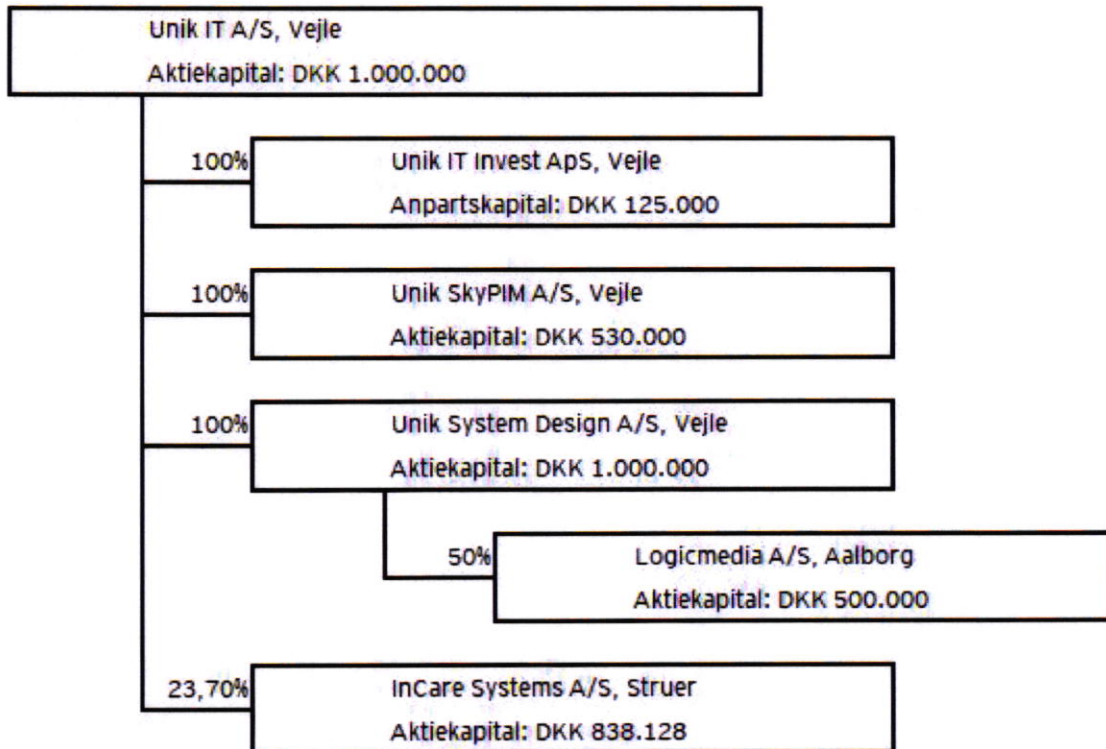 Unik IT A/S, Vejle
Aktiekapital: DKK 1.000.000
100%
Unik IT Invest ApS, Vejle
Anpartskapital: DKK 125.000
100%
Unik SkyPIM A/S, Vejle
Aktiekapital: DKK 530.000
100%
Unik System Design A/S, Vejle
Aktiekapital: DKK 1.000.000
50%
Logicmedia A/S, Aalborg
Aktiekapital: DKK 500.000
23,70%
InCare Systems A/S, Struer
Aktiekapital: DKK 838.128